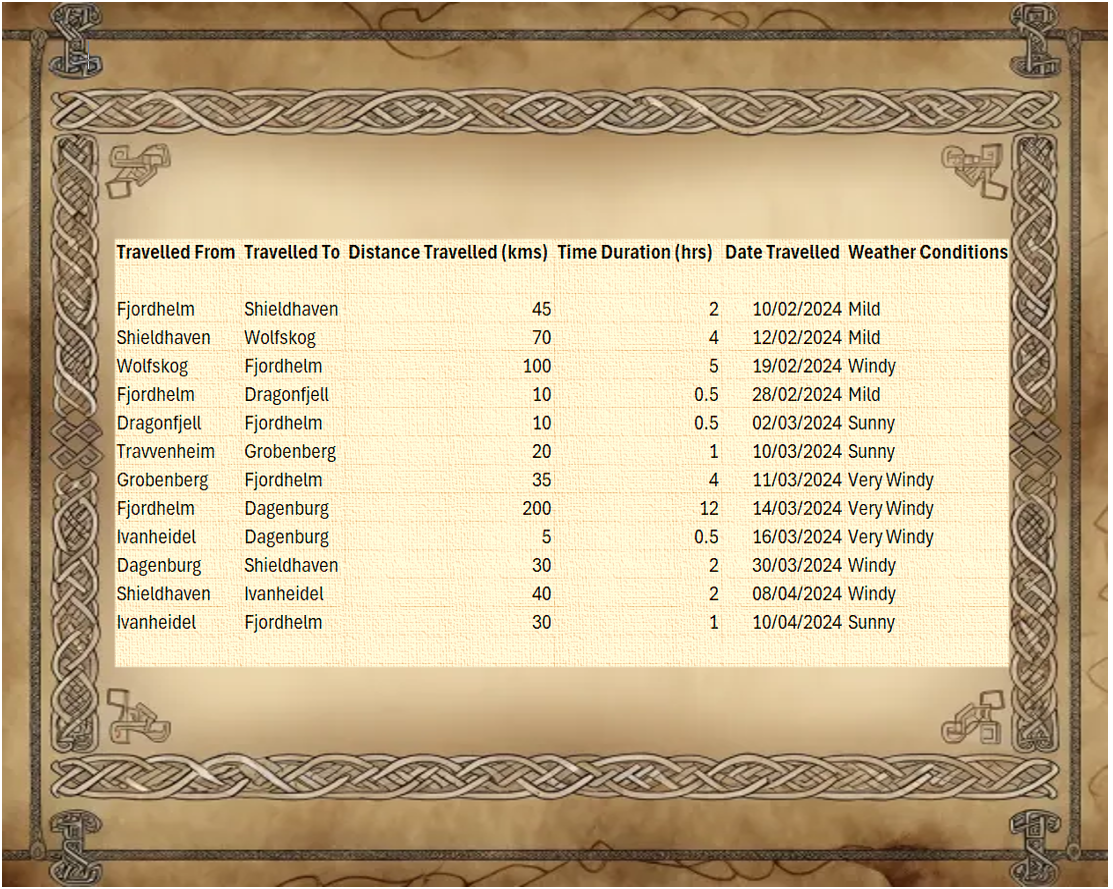 Travelled From Travelled To Distance Travelled (kms) Time Duration (hrs) Date Travelled Weather Conditions
Fjordhelm Shieldhaven 45 2 10/02/2024 Mild
Shieldhaven Wolfskog 70 4 12/02/2024 Mild
Wolfskog Fjordhelm 100 5 19/02/2024 Windy
Fjordhelm Dragonfjell 10 0.5 28/02/2024 Mild
Dragonfjell Fjordhelm 10 0.5 02/03/2024 Sunny
Travvenheim Grobenberg 20 1 10/03/2024 Sunny
Grobenberg Fjordhelm 35 4 11/03/2024 Very Windy
Fjordhelm Dagenburg 200 12 14/03/2024 Very Windy
Ivanheidel Dagenburg 5 0.5 16/03/2024 Very Windy
Dagenburg Shieldhaven 30 2 30/03/2024 Windy
Shieldhaven Ivanheidel 40 2 08/04/2024 Windy
Ivanheidel Fjordhelm 30 1 10/04/2024 Sunny